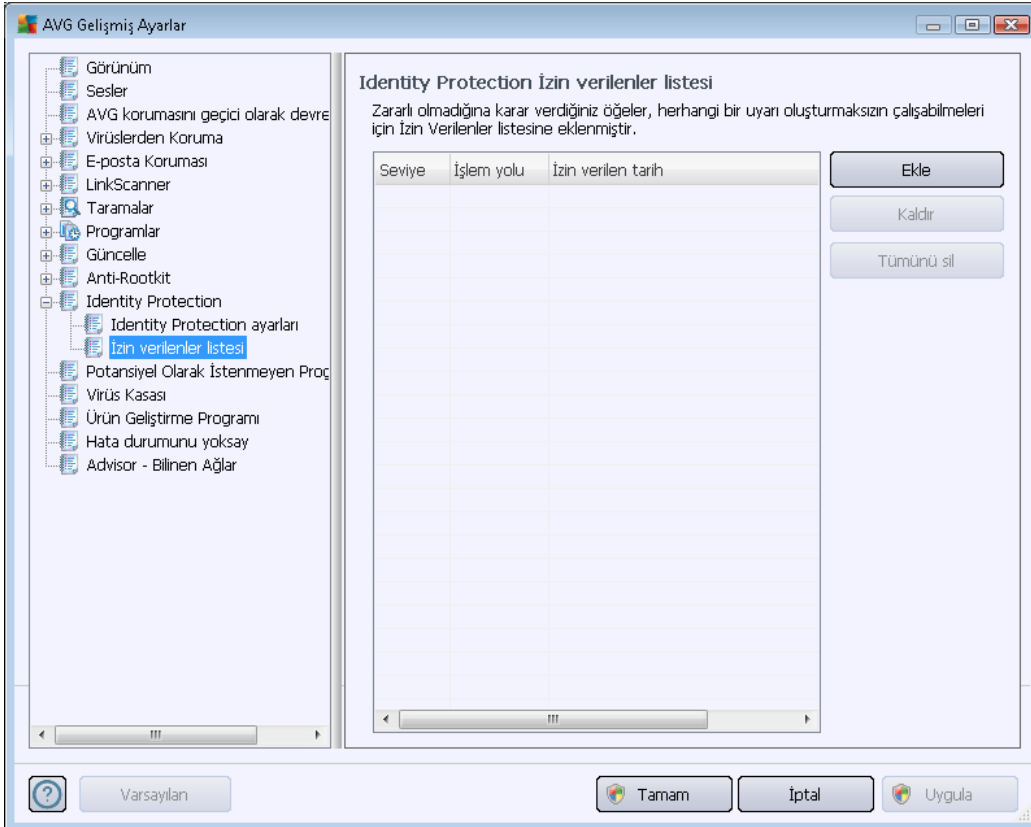 AVG Gelişmiş Ayarlar
Görünüm
Sesler
AVG korumasını geçici olarak devre
Virüslerden Koruma
E-posta Koruması
LinkScanner
Taramalar
Programlar
Güncelle
Anti-Rootkit
Identity Protection
Identity Protection ayarları
İzin verilenler listesi
Potansiyel Olarak İstenmeyen Prog
Virüs Kasası
Ürün Geliştirme Programı
Hata durumunu yoksay
Advisor - Bilinen Ağlar
Identity Protection İzin verilenler listesi
Zararlı olmadığına karar verdiğiniz öğeler, herhangi bir uyarı oluşturmaksızın çalışabilmeleri
için İzin Verilenler listesine eklenmiştir.
Seviye İşlem yolu İzin verilen tarih
Ekle
Kaldır
Tümünü sil
Varsayılan
Tamam
İptal
Uygula